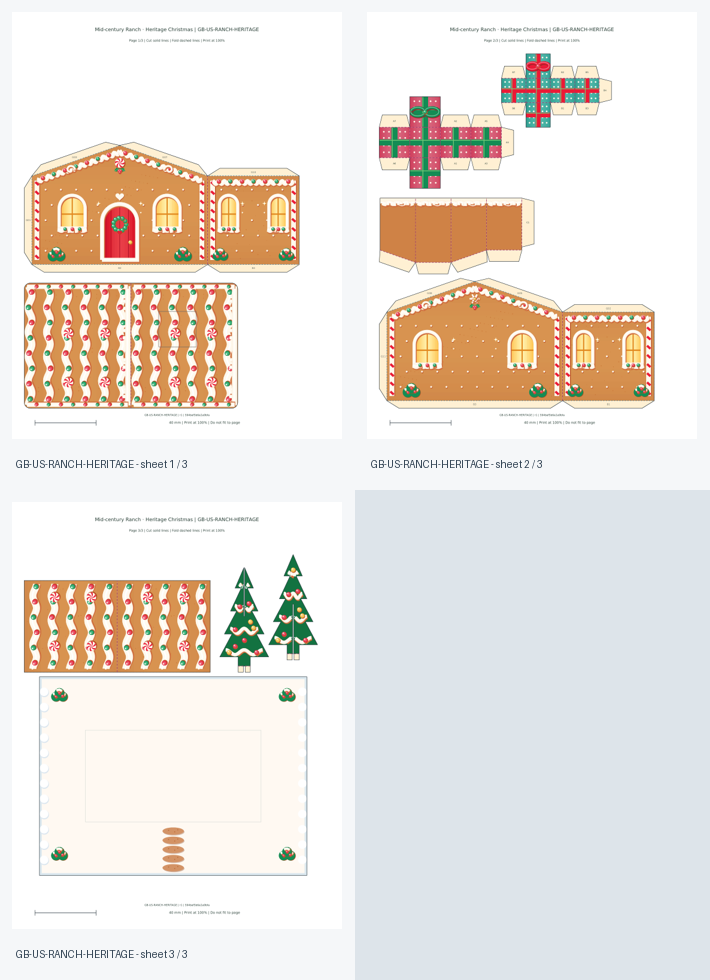 Mid-century Ranch · Heritage Christmas | GB-US-RANCH-HERITAGE
Page 1/3 | Cut solid lines | Fold dashed lines | Print at 100%
40 mm | Print at 100% | Do not fit to page
GB-US-RANCH-HERITAGE - sheet 1 / 3
Mid-century Ranch · Heritage Christmas | GB-US-RANCH-HERITAGE
Page 2/3 | Cut solid lines | Fold dashed lines | Print at 100%
40 mm | Print at 100% | Do not fit to page
GB-US-RANCH-HERITAGE - sheet 2 / 3
Mid-century Ranch · Heritage Christmas | GB-US-RANCH-HERITAGE
Page 3/3 | Cut solid lines | Fold dashed lines | Print at 100%
40 mm | Print at 100% | Do not fit to page
GB-US-RANCH-HERITAGE - sheet 3 / 3